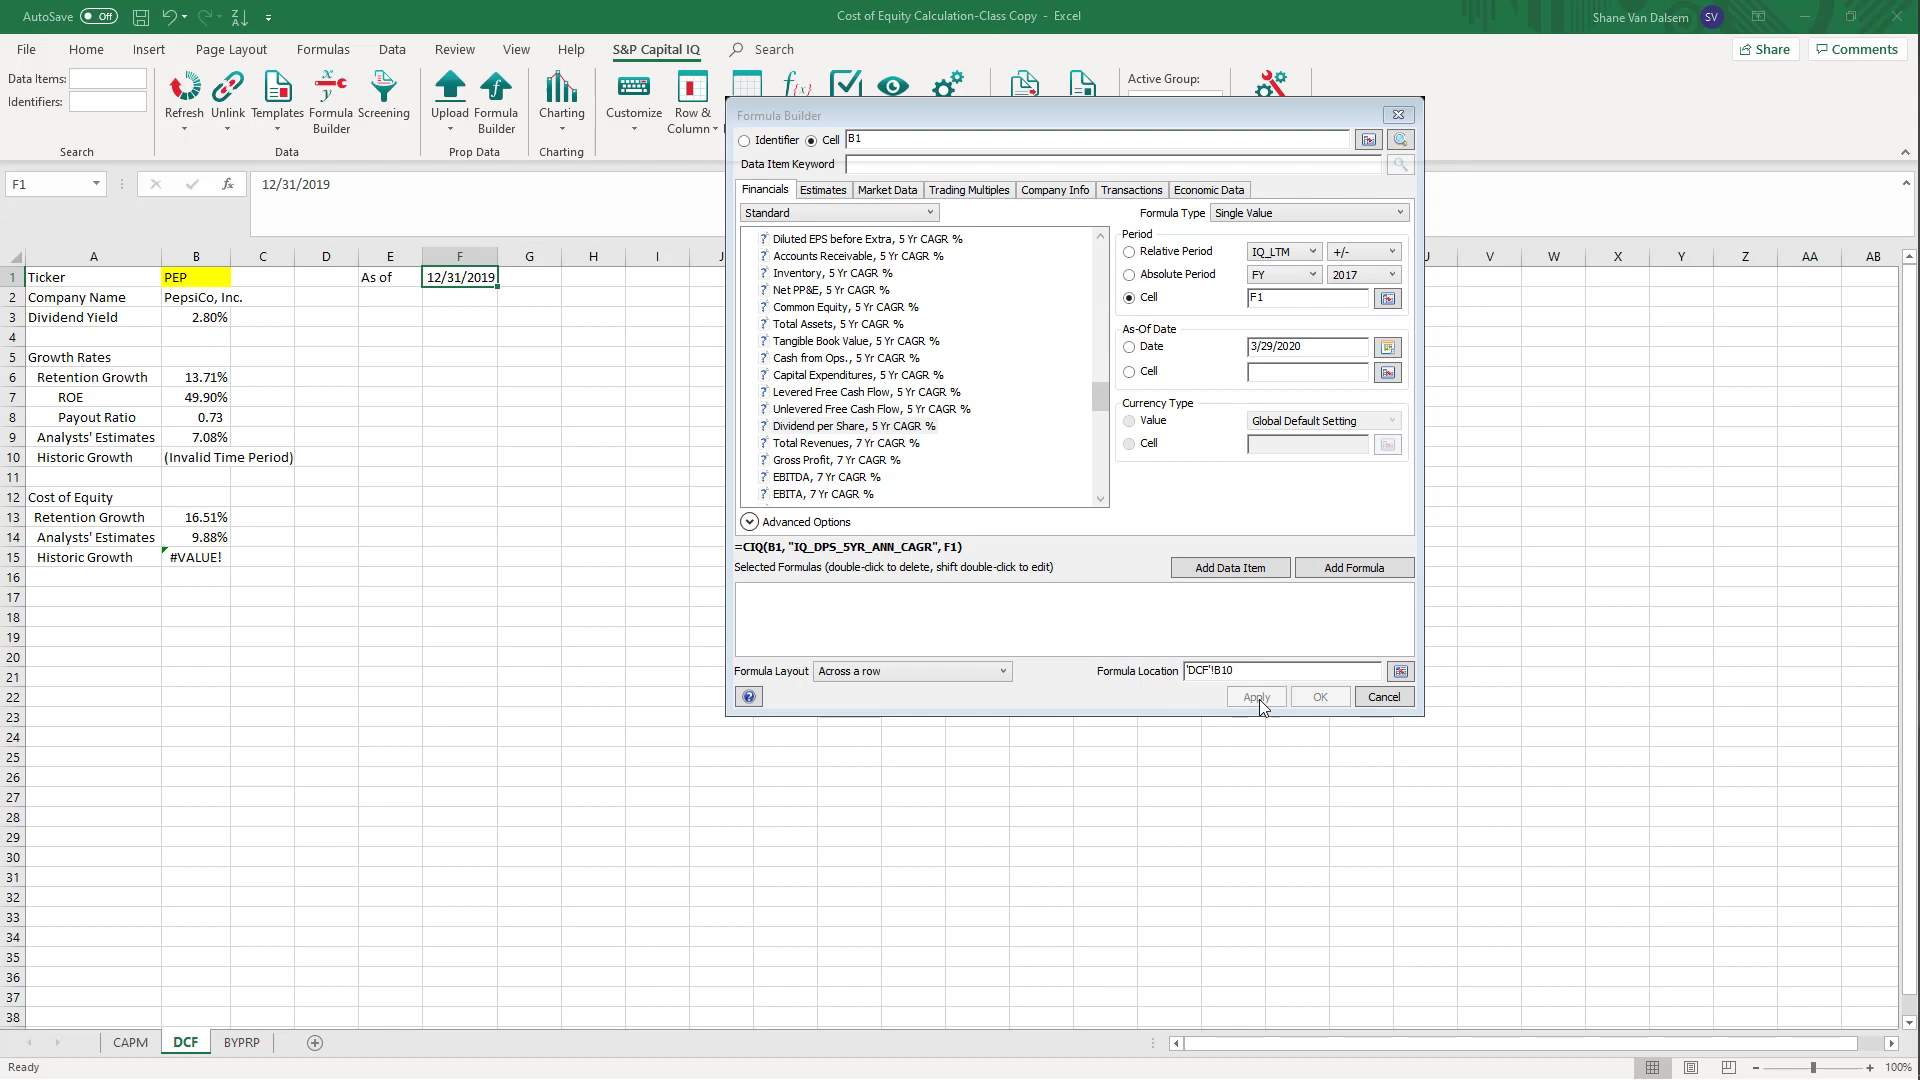 AutoSave Off
Cost of Equity Calculation-Class Copy - Excel
Shane Van Dalsem SV
File Home Insert Page Layout Formulas Data Review View Help S&P Capital IQ Search Share Comments
Data Items:
Identifiers:
Search
Refresh Unlink Templates Formula Builder Screening
Data
Upload Formula Builder
Prop Data
Charting
Charting
Customize Row & Column
Active Group:
F1 fx 12/31/2019
A B C D E F G H I J U V W X Y Z AA AB
1 Ticker PEP As of 12/31/2019
2 Company Name PepsiCo, Inc.
3 Dividend Yield 2.80%
4
5 Growth Rates
6 Retention Growth 13.71%
7 ROE 49.90%
8 Payout Ratio 0.73
9 Analysts' Estimates 7.08%
10 Historic Growth (Invalid Time Period)
11
12 Cost of Equity
13 Retention Growth 16.51%
14 Analysts' Estimates 9.88%
15 Historic Growth #VALUE!
16
17
18
19
20
21
22
23
24
25
26
27
28
29
30
31
32
33
34
35
36
37
38
Formula Builder
Identifier Cell B1
Data Item Keyword
Financials Estimates Market Data Trading Multiples Company Info Transactions Economic Data
Standard
Formula Type Single Value
Diluted EPS before Extra, 5 Yr CAGR %
Accounts Receivable, 5 Yr CAGR %
Inventory, 5 Yr CAGR %
Net PP&E, 5 Yr CAGR %
Common Equity, 5 Yr CAGR %
Total Assets, 5 Yr CAGR %
Tangible Book Value, 5 Yr CAGR %
Cash from Ops., 5 Yr CAGR %
Capital Expenditures, 5 Yr CAGR %
Levered Free Cash Flow, 5 Yr CAGR %
Unlevered Free Cash Flow, 5 Yr CAGR %
Dividend per Share, 5 Yr CAGR %
Total Revenues, 7 Yr CAGR %
Gross Profit, 7 Yr CAGR %
EBITDA, 7 Yr CAGR %
EBITA, 7 Yr CAGR %
Period
Relative Period IQ_LTM +/-
Absolute Period FY 2017
Cell F1
As-Of Date
Date 3/29/2020
Cell
Currency Type
Value Global Default Setting
Cell
Advanced Options
=CIQ(B1, "IQ_DPS_5YR_ANN_CAGR", F1)
Selected Formulas (double-click to delete, shift double-click to edit)
Add Data Item Add Formula
Formula Layout Across a row
Formula Location 'DCF'!B10
Apply OK Cancel
CAPM DCF BYPRP
Ready
100%